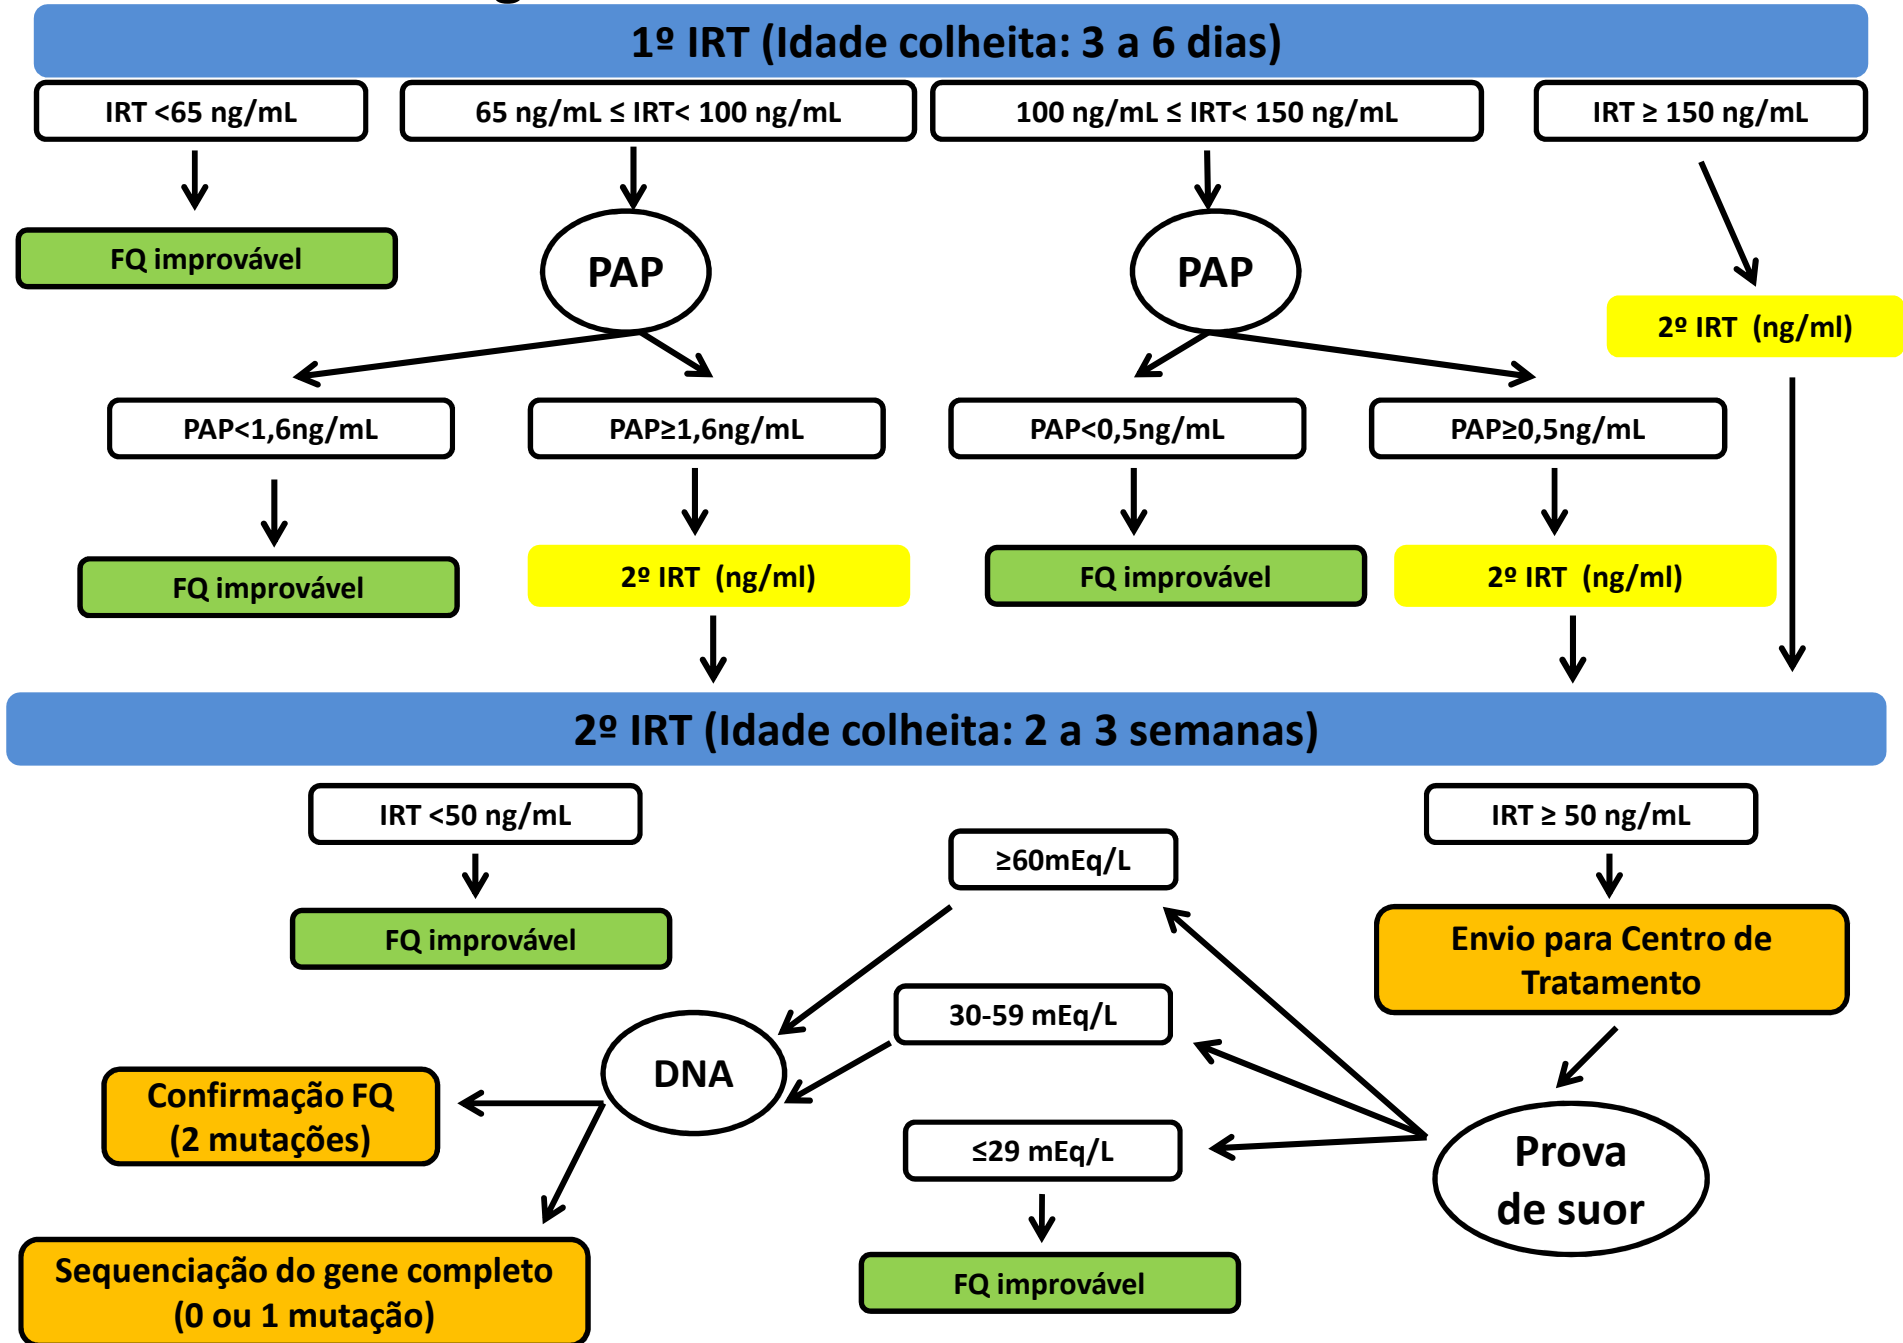 1º IRT (Idade colheita: 3 a 6 dias)
IRT <65 ng/mL
65 ng/mL ≤ IRT< 100 ng/mL
100 ng/mL ≤ IRT< 150 ng/mL
IRT ≥ 150 ng/mL
FQ improvável
PAP
PAP
2º IRT (ng/ml)
PAP<1,6ng/mL
PAP≥1,6ng/mL
PAP<0,5ng/mL
PAP≥0,5ng/mL
FQ improvável
2º IRT (ng/ml)
FQ improvável
2º IRT (ng/ml)
2º IRT (Idade colheita: 2 a 3 semanas)
IRT <50 ng/mL
IRT ≥ 50 ng/mL
≥60mEq/L
FQ improvável
Envio para Centro de
Tratamento
30-59 mEq/L
DNA
Confirmação FQ
(2 mutações)
≤29 mEq/L
Prova
de suor
Sequenciação do gene completo
(0 ou 1 mutação)
FQ improvável